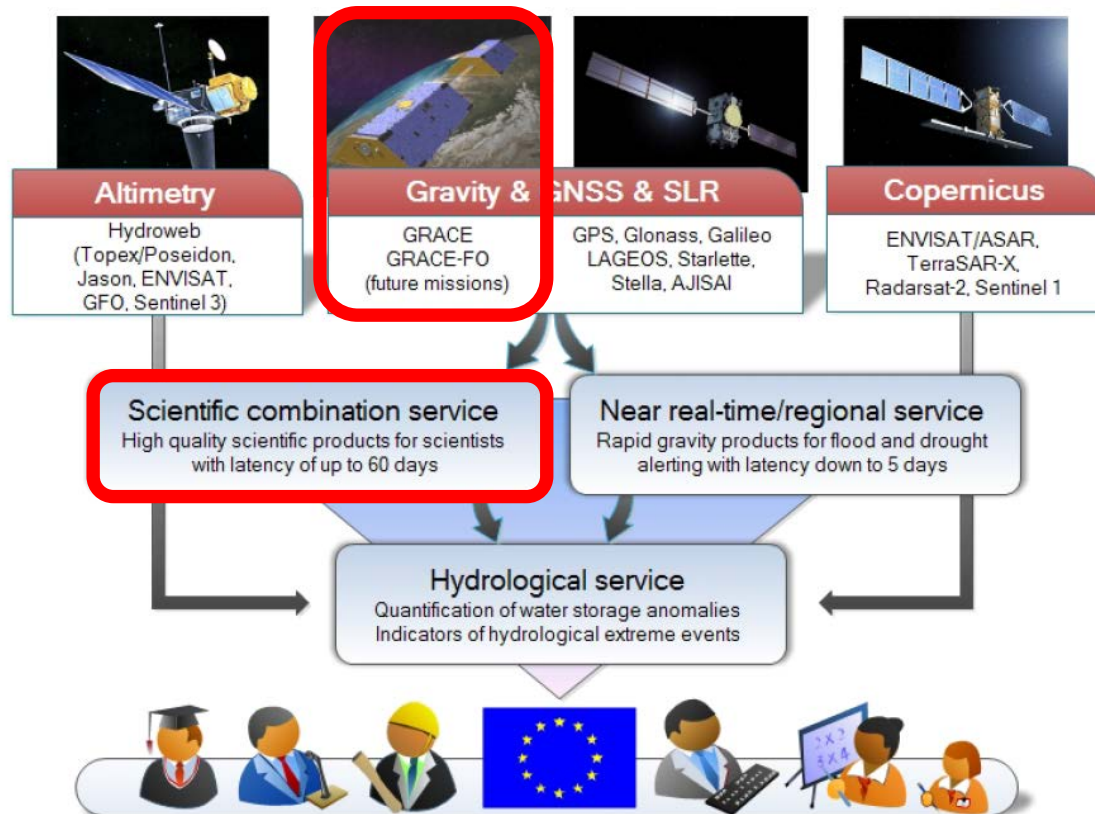 Altimetry
Hydroweb
(Topex/Poseidon,
Jason, ENVISAT,
GFO, Sentinel 3)
Gravity & GNSS & SLR
GRACE
GRACE-FO
(future missions)
GPS, Glonass, Galileo
LAGEOS, Starlette,
Stella, AJISAI
Copernicus
ENVISAT/ASAR,
TerraSAR-X,
Radarsat-2, Sentinel 1
Scientific combination service
High quality scientific products for scientists
with latency of up to 60 days
Near real-time/regional service
Rapid gravity products for flood and drought
alerting with latency down to 5 days
Hydrological service
Quantification of water storage anomalies
Indicators of hydrological extreme events
2 x 2
3 x 4